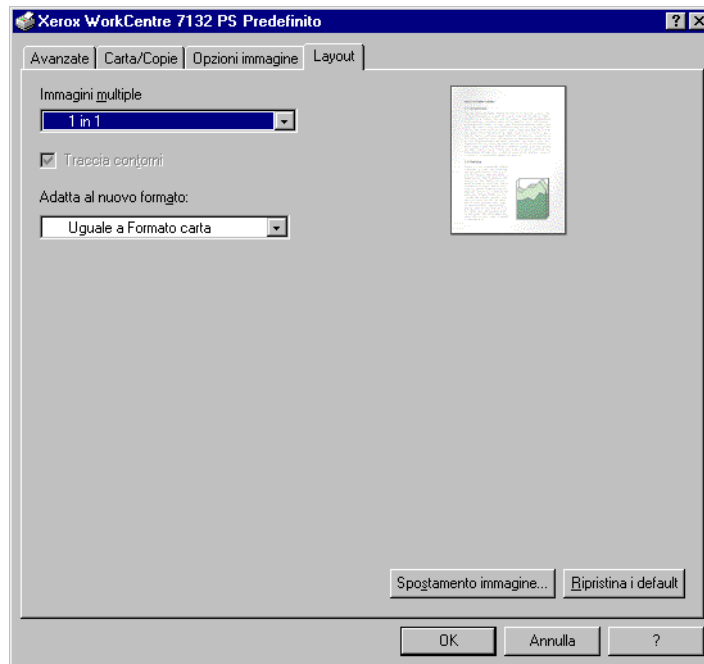 Xerox WorkCentre 7132 PS Predefinito
Avanzate Carta/Copie Opzioni immagine Layout
Immagini multiple
1 in 1
Traccia contorni
Adatta al nuovo formato:
Uguale a Formato carta
Spostamento immagine... Ripristina i default
OK Annulla ?